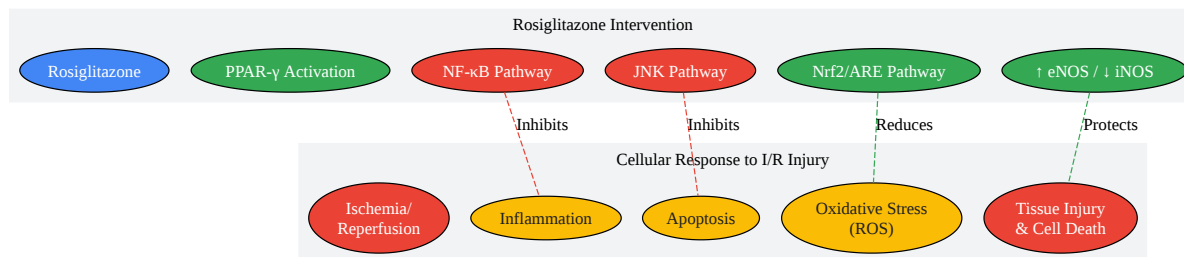 Rosiglitazone Intervention
Rosiglitazone
PPAR-γ Activation
NF-κB Pathway
JNK Pathway
Nrf2/ARE Pathway
↑ eNOS / ↓ iNOS
Inhibits
Inhibits
Reduces
Protects
Cellular Response to I/R Injury
Ischemia/
Reperfusion
Inflammation
Apoptosis
Oxidative Stress
(ROS)
Tissue Injury
& Cell Death